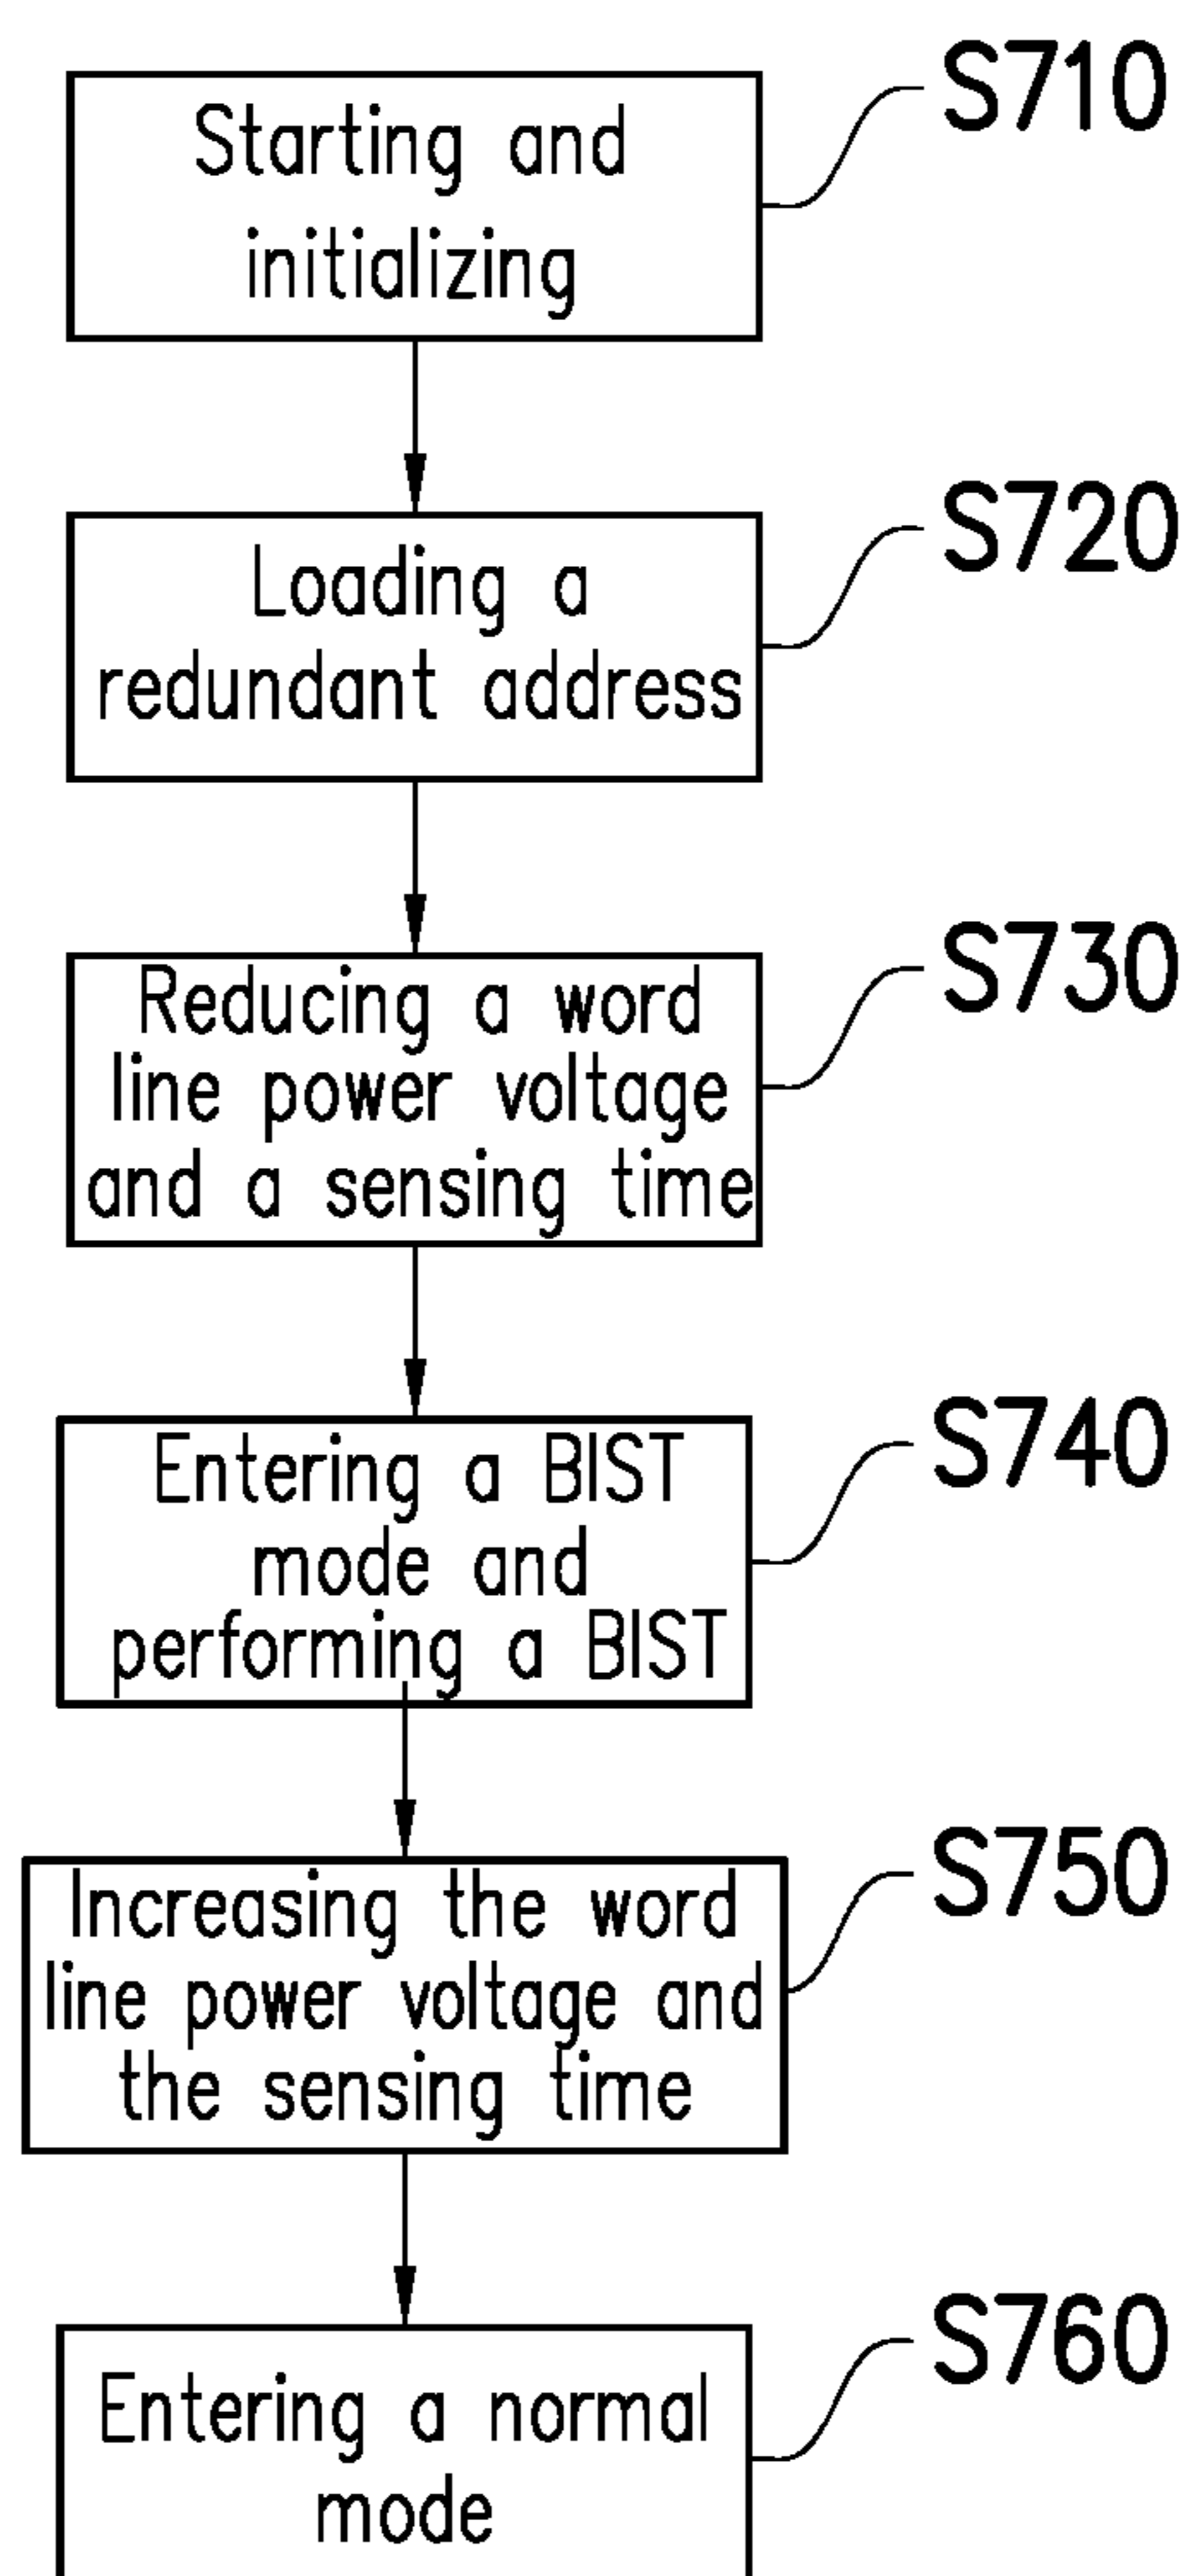 S710
Starting and
initializing
S720
Loading a
redundant address
S730
Reducing a word
line power voltage
and a sensing time
S740
Entering a BIST
mode and
performing a BIST
S750
Increasing the word
line power voltage and
the sensing time
S760
Entering a normal
mode